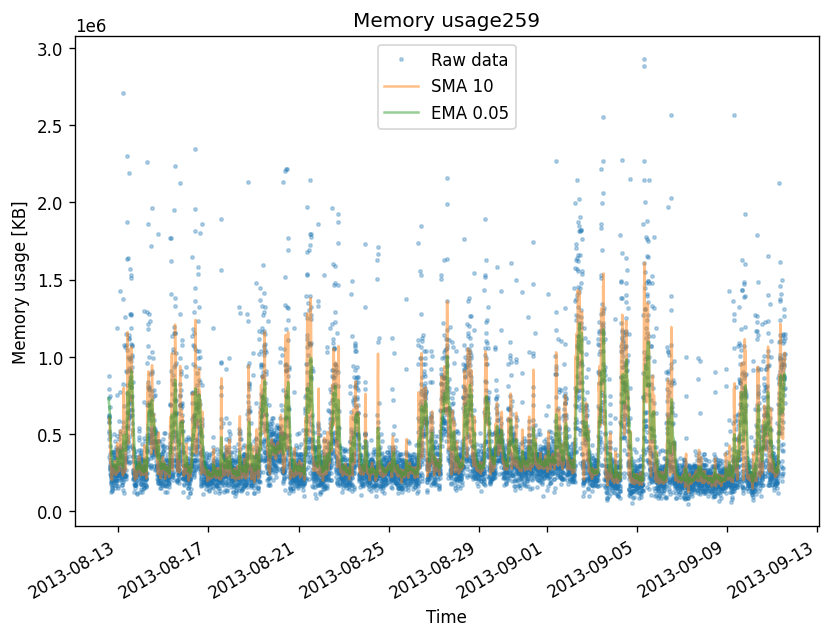 Memory usage259
1e6
Raw data
SMA 10
EMA 0.05
Memory usage [KB]
3.0
2.5
2.0
1.5
1.0
0.5
0.0
2013-08-13
2013-08-17
2013-08-21
2013-08-25
2013-08-29
2013-09-01
2013-09-05
2013-09-09
2013-09-13
Time